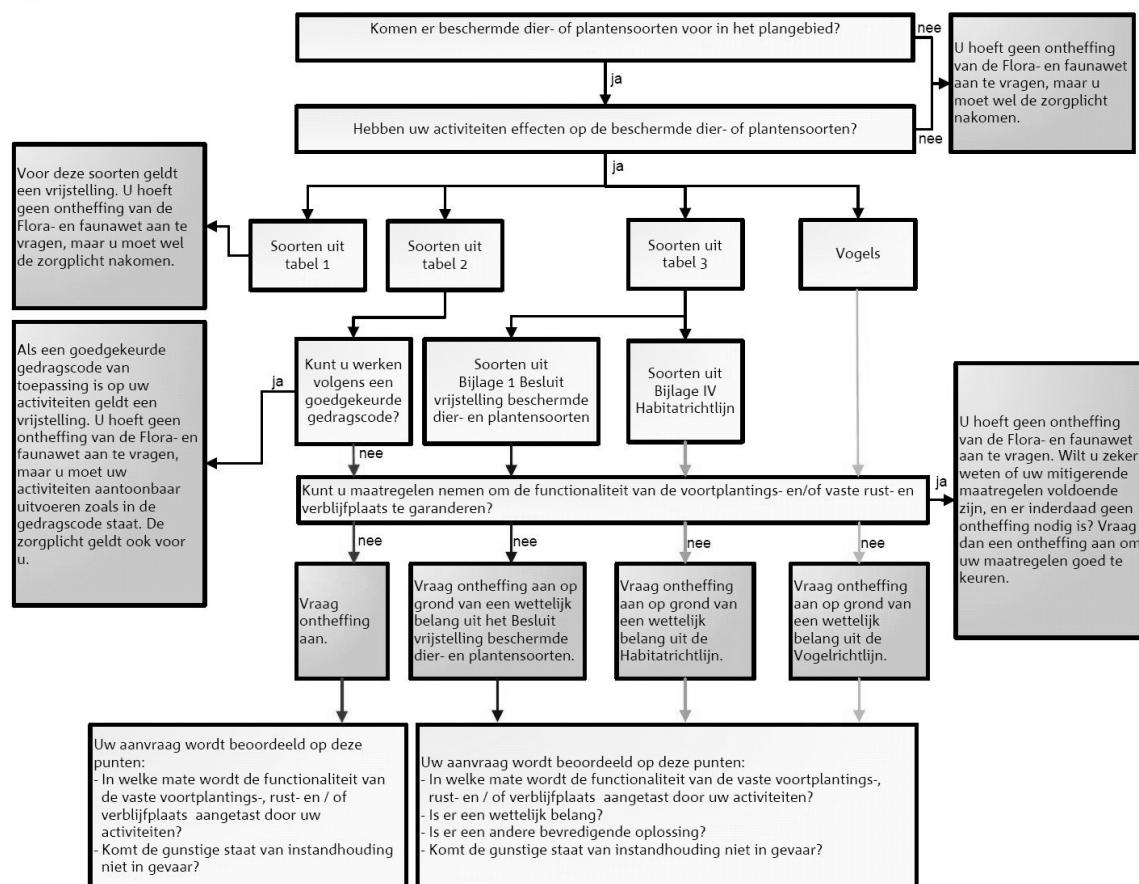 Komen er beschermde dier- of plantensoorten voor in het plangebied?
nee
U hoeft geen ontheffing
van de Flora- en faunawet
aan te vragen, maar u
moet wel de zorgplicht
nakomen.
ja
Hebben uw activiteiten effecten op de beschermde dier- of plantensoorten?
nee
ja
Voor deze soorten geldt
een vrijstelling. U hoeft
geen ontheffing van de
Flora- en faunawet aan te
vragen, maar u moet wel
de zorgplicht nakomen.
Soorten uit
tabel 1
Soorten uit
tabel 2
Soorten uit
tabel 3
Vogels
Als een goedgekeurde
gedragscode van
toepassing is op uw
activiteiten geldt een
vrijstelling. U hoeft geen
ontheffing van de Flora- en
faunawet aan te vragen,
maar u moet uw
activiteiten aantoonbaar
uitvoeren zoals in de
gedragscode staat. De
zorgplicht geldt ook voor
u.
ja
Kunt u werken
volgens een
goedgekeurde
gedragscode?
Soorten uit
Bijlage 1 Besluit
vrijstelling beschermde
dier- en plantensoorten
Soorten uit
Bijlage IV
Habitatrichtlijn
nee
Kunt u maatregelen nemen om de functionaliteit van de voortplantings- en/of vaste rust- en
verblijfplaats te garanderen?
ja
U hoeft geen ontheffing
van de Flora- en faunawet
aan te vragen. Wilt u zeker
weten of uw mitigerende
maatregelen voldoende
zijn, en er inderdaad geen
ontheffing nodig is? Vraag
dan een ontheffing aan om
uw maatregelen goed te
keuren.
nee
nee
nee
nee
Vraag
ontheffing
aan.
Vraag ontheffing aan op
grond van een wettelijk
belang uit het Besluit
vrijstelling beschermde
dier- en plantensoorten.
Vraag ontheffing
aan op grond van
een wettelijk
belang uit de
Habitatrichtlijn.
Vraag ontheffing
aan op grond van
een wettelijk
belang uit de
Vogelrichtlijn.
Uw aanvraag wordt beoordeeld op deze
punten:
- In welke mate wordt de functionaliteit van
de vaste voortplantings-, rust- en / of
verblijfplaats aangetast door uw
activiteiten?
- Komt de gunstige staat van instandhouding
niet in gevaar?
Uw aanvraag wordt beoordeeld op deze punten:
- In welke mate wordt de functionaliteit van de vaste voortplantings-,
rust- en / of verblijfplaats aangetast door uw activiteiten?
- Is er een wettelijk belang?
- Is er een andere bevredigende oplossing?
- Komt de gunstige staat van instandhouding niet in gevaar?